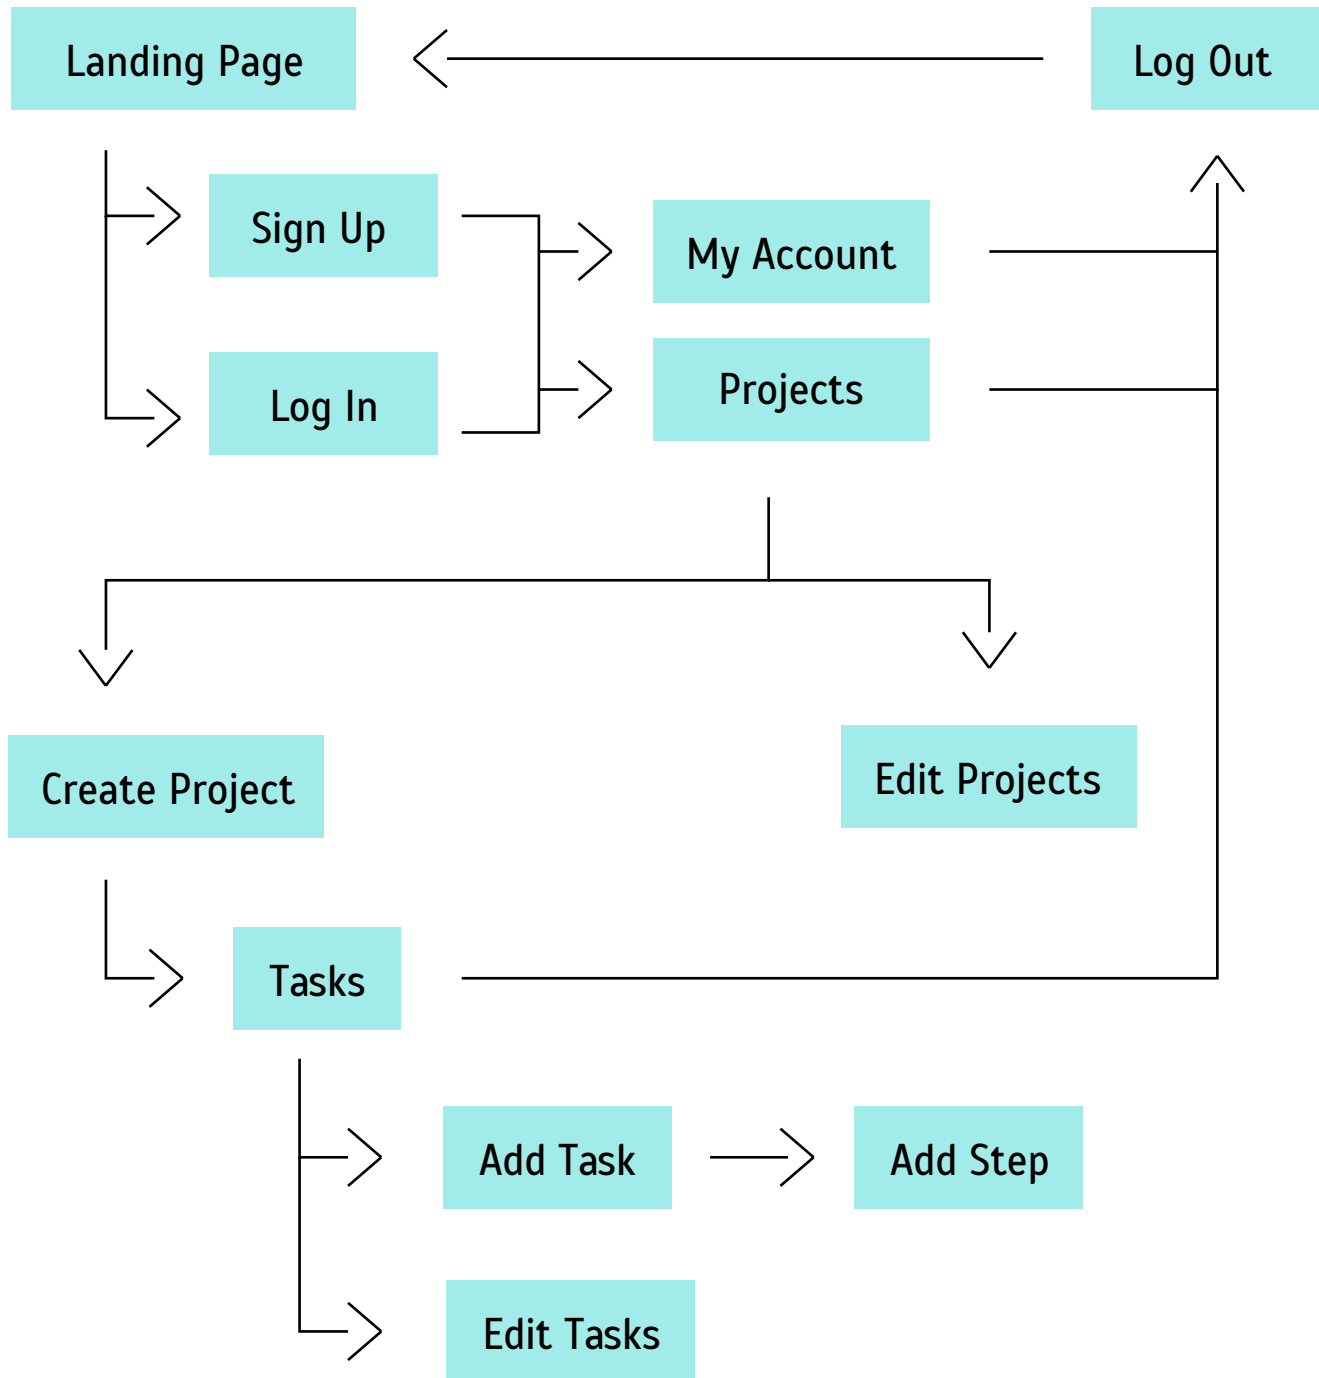 Landing Page
Log Out
Sign Up
My Account
Log In
Projects
Create Project
Edit Projects
Tasks
Add Task
Add Step
Edit Tasks